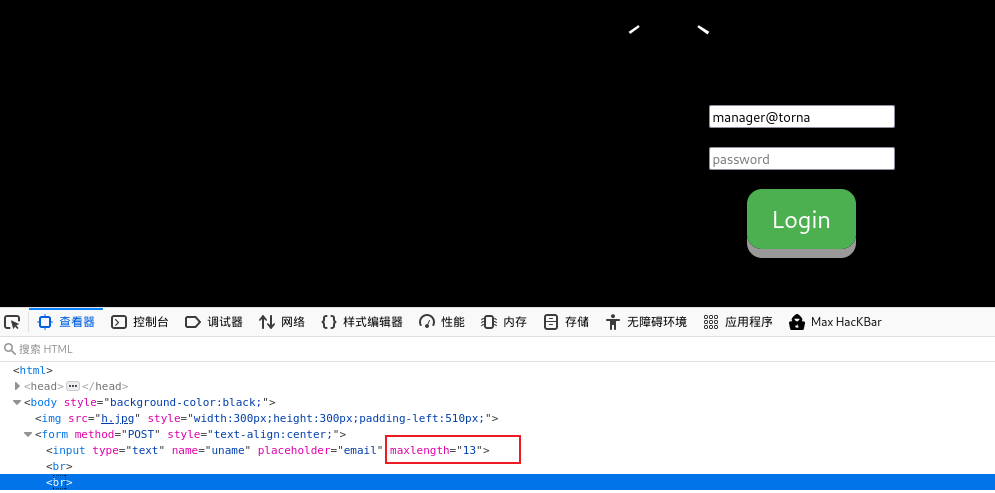 manager@torna
password
Login
查看器 控制台 调试器 网络 样式编辑器 性能 内存 存储 无障碍环境 应用程序 Max HacKBar
搜索 HTML
<html>
<head> ••• </head>
<body style="background-color:black;">
<img src="h.jpg" style="width:300px;height:300px;padding-left:510px;">
<form method="POST" style="text-align:center;">
<input type="text" name="uname" placeholder="email" maxlength="13">
<br>
<br>